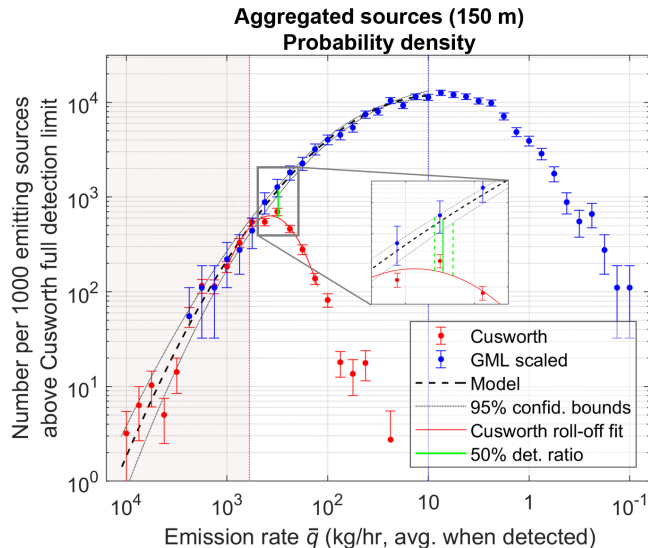 Aggregated sources (150 m)
Probability density
Number per 1000 emitting sources
above Cusworth full detection limit
10^4
10^3
10^2
10^1
10^0
Cusworth
GML scaled
Model
95% confid. bounds
Cusworth roll-off fit
50% det. ratio
10^4
10^3
10^2
10
1
10^-1
Emission rate q̅ (kg/hr, avg. when detected)